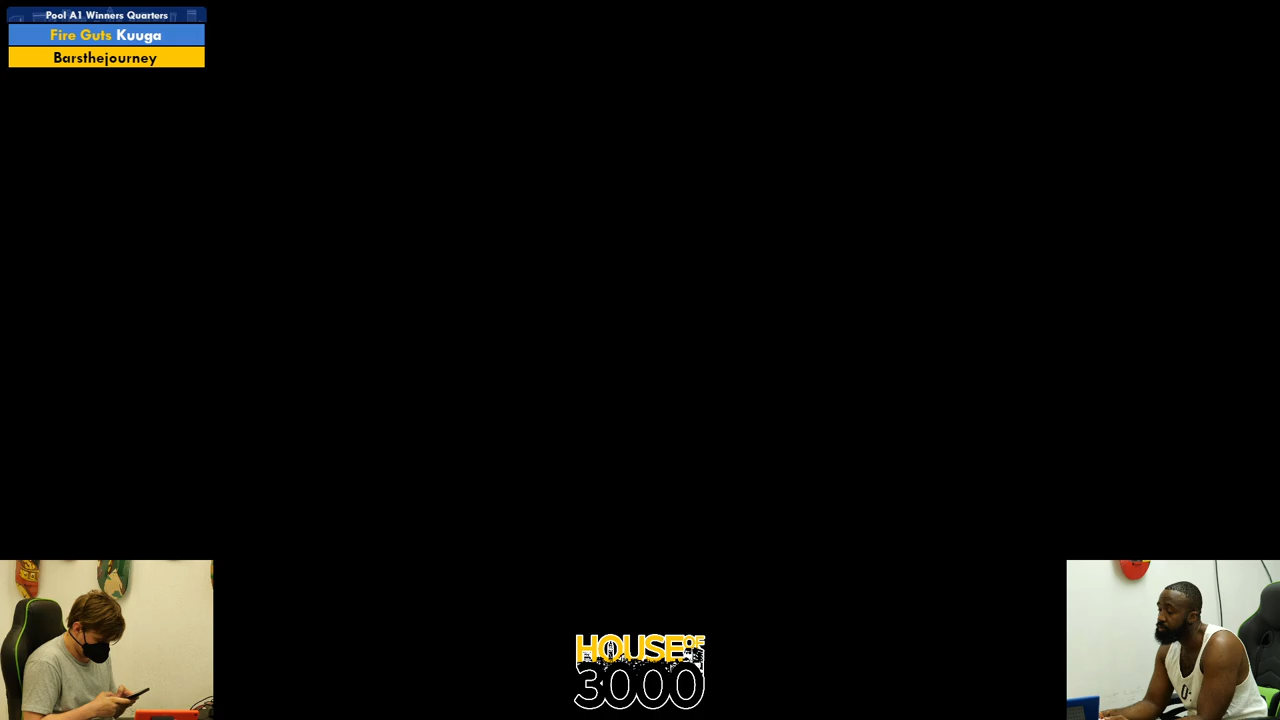 Pool A1 Winners Quarters
Fire Guts Kuuga
Barsthejourney
HOUSE OF
3000